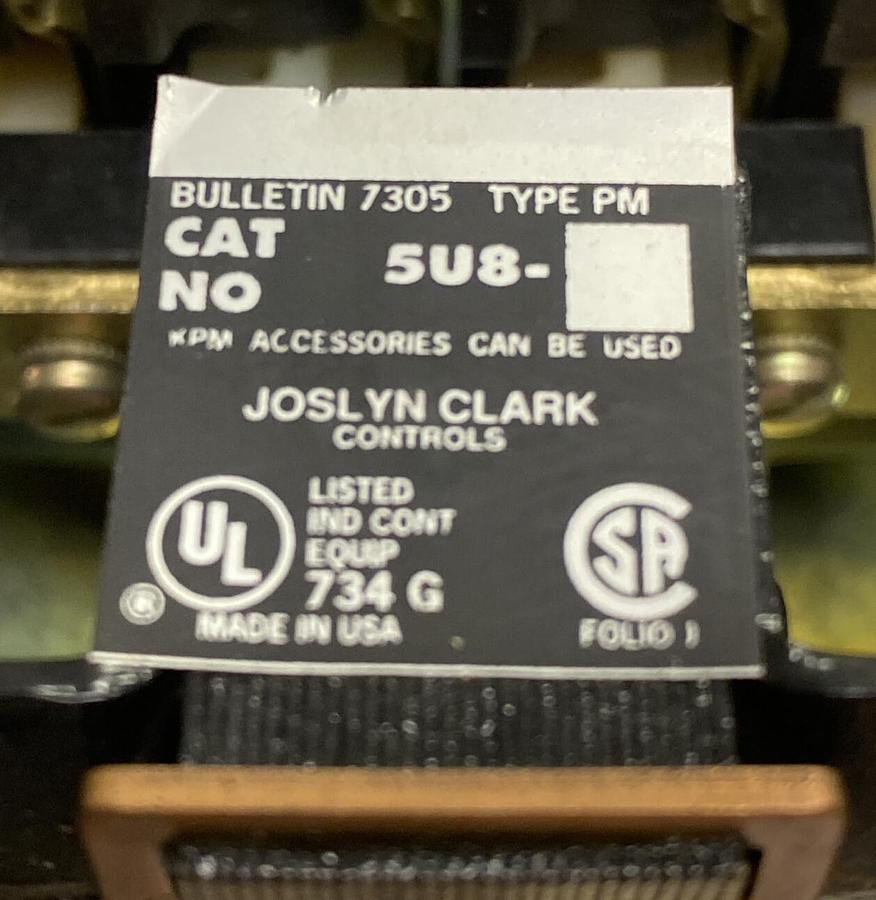 BULLETIN 7305 TYPE PM
CAT NO 5U8-
KPM ACCESSORIES CAN BE USED
JOSLYN CLARK
CONTROLS
UL
LISTED
IND CONT
EQUIP
734 G
MADE IN USA
CSA
FOLIO 1